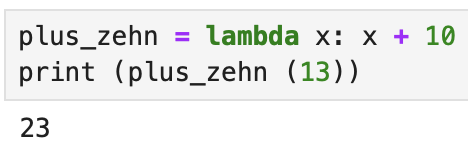 plus_zehn = lambda x: x + 10
print (plus_zehn (13))
23